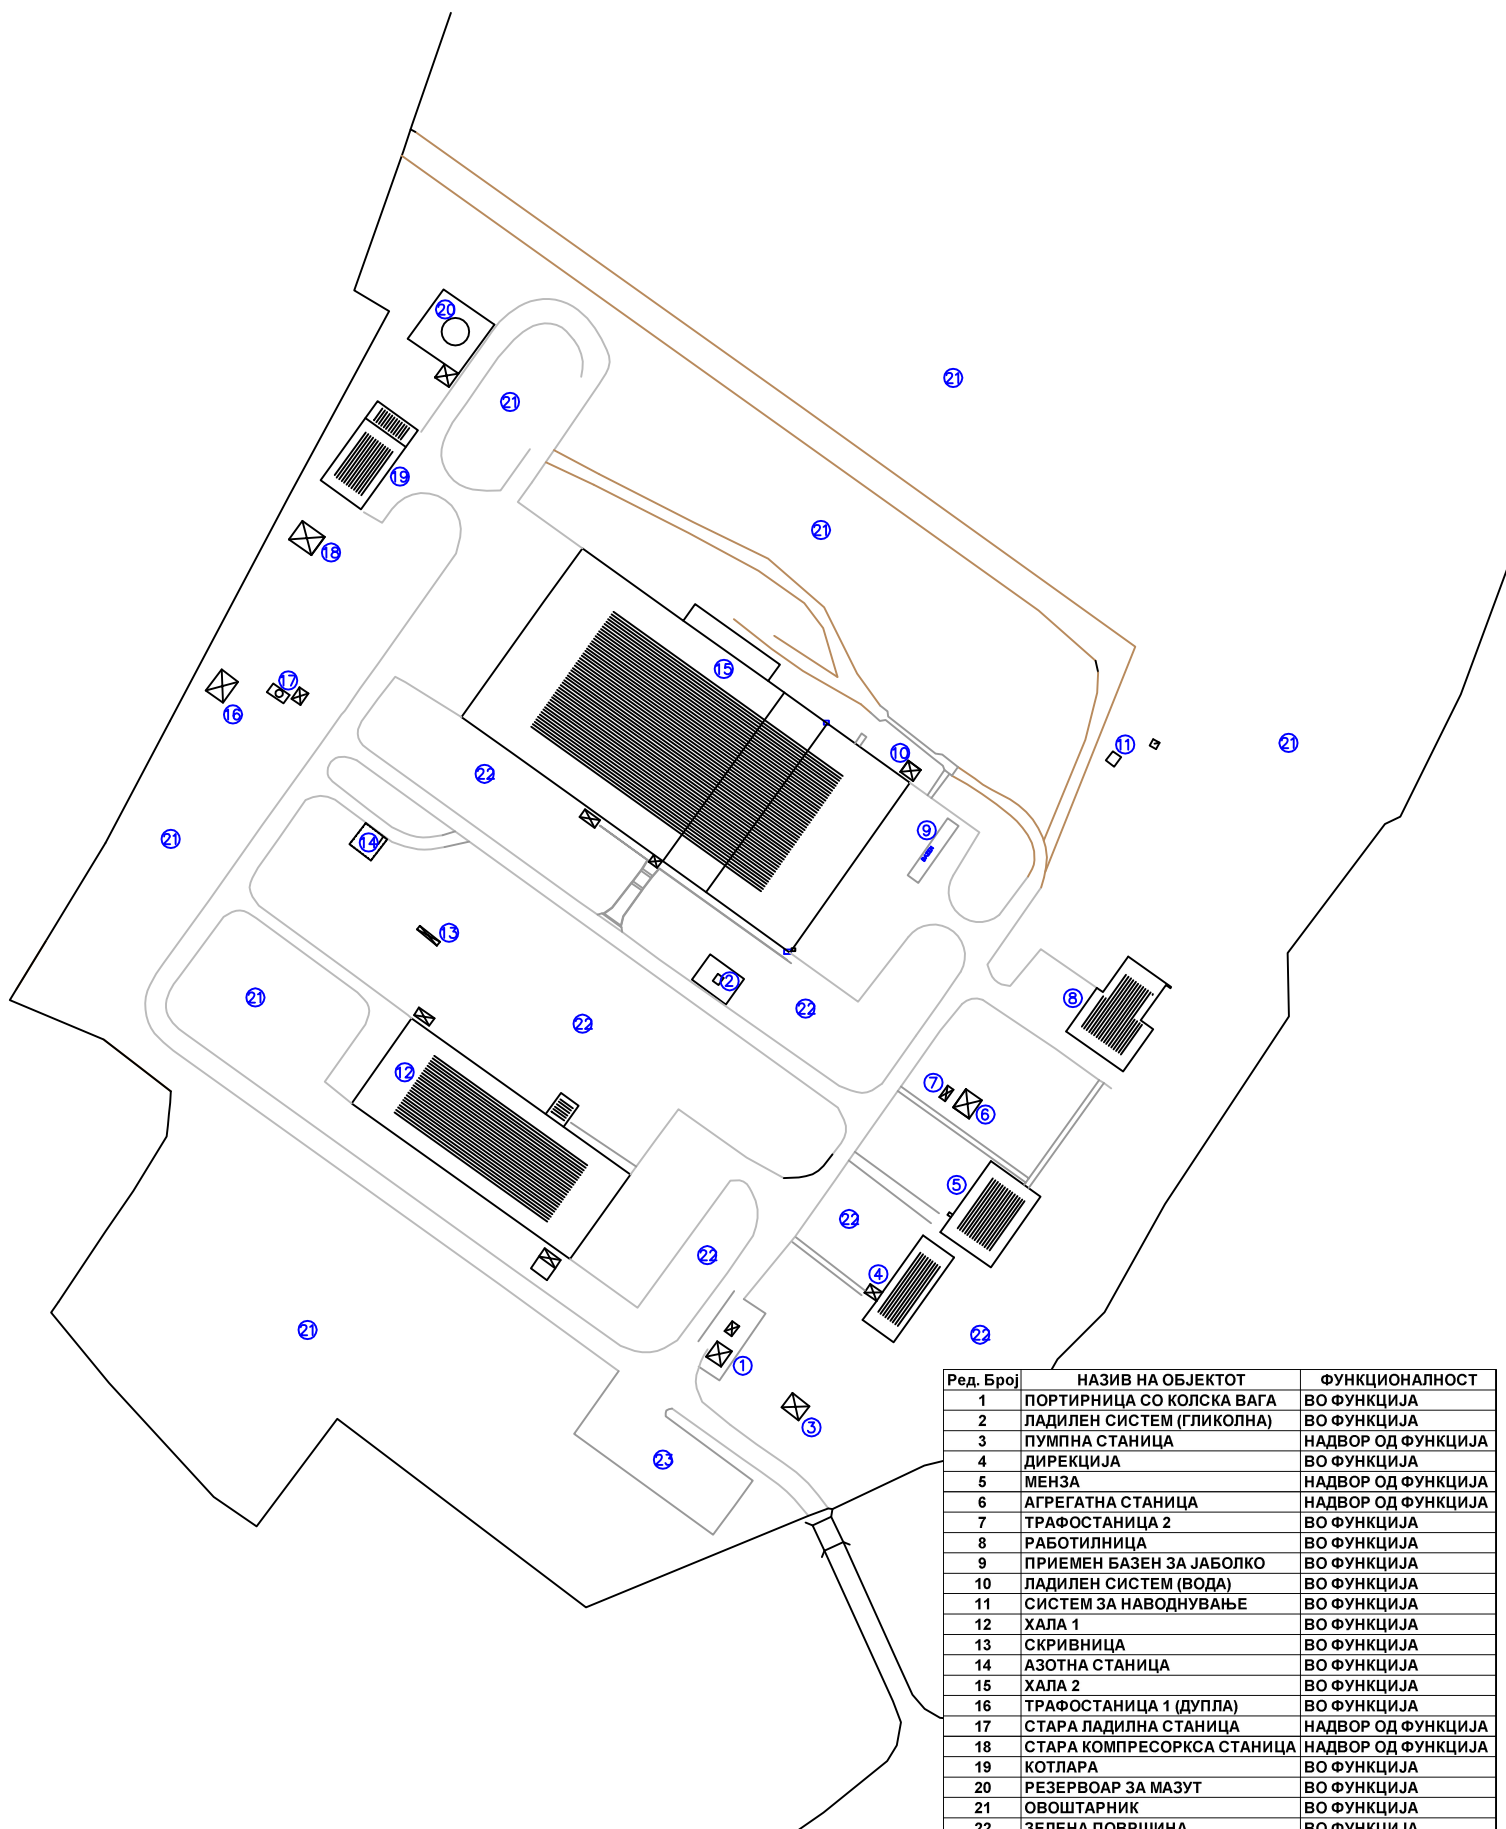 20
21
21
19
21
18
15
17
16
10
11
21
22
9
21
14
13
2
21
22
8
22
12
7
6
5
22
22
4
21
22
1
3
23
Ред. Број НАЗИВ НА ОБЈЕКТОТ ФУНКЦИОНАЛНОСТ
1 ПОРТИРНИЦА СО КОЛСКА ВАГА ВО ФУНКЦИЈА
2 ЛАДИЛЕН СИСТЕМ (ГЛИКОЛНА) ВО ФУНКЦИЈА
3 ПУМПНА СТАНИЦА НАДВОР ОД ФУНКЦИЈА
4 ДИРЕКЦИЈА ВО ФУНКЦИЈА
5 МЕНЗА НАДВОР ОД ФУНКЦИЈА
6 АГРЕГАТНА СТАНИЦА НАДВОР ОД ФУНКЦИЈА
7 ТРАФОСТАНИЦА 2 ВО ФУНКЦИЈА
8 РАБОТИЛНИЦА ВО ФУНКЦИЈА
9 ПРИЕМЕН БАЗЕН ЗА ЈАБОЛКО ВО ФУНКЦИЈА
10 ЛАДИЛЕН СИСТЕМ (ВОДА) ВО ФУНКЦИЈА
11 СИСТЕМ ЗА НАВОДНУВАЊЕ ВО ФУНКЦИЈА
12 ХАЛА 1 ВО ФУНКЦИЈА
13 СКРИВНИЦА ВО ФУНКЦИЈА
14 АЗОТНА СТАНИЦА ВО ФУНКЦИЈА
15 ХАЛА 2 ВО ФУНКЦИЈА
16 ТРАФОСТАНИЦА 1 (ДУПЛА) ВО ФУНКЦИЈА
17 СТАРА ЛАДИЛНА СТАНИЦА НАДВОР ОД ФУНКЦИЈА
18 СТАРА КОМПРЕСОРКСА СТАНИЦА НАДВОР ОД ФУНКЦИЈА
19 КОТЛАРА ВО ФУНКЦИЈА
20 РЕЗЕРВОАР ЗА МАЗУТ ВО ФУНКЦИЈА
21 ОВОШТАРНИК ВО ФУНКЦИЈА
22 ЗЕЛЕНА ПОВРШИНА ВО ФУНКЦИЈА